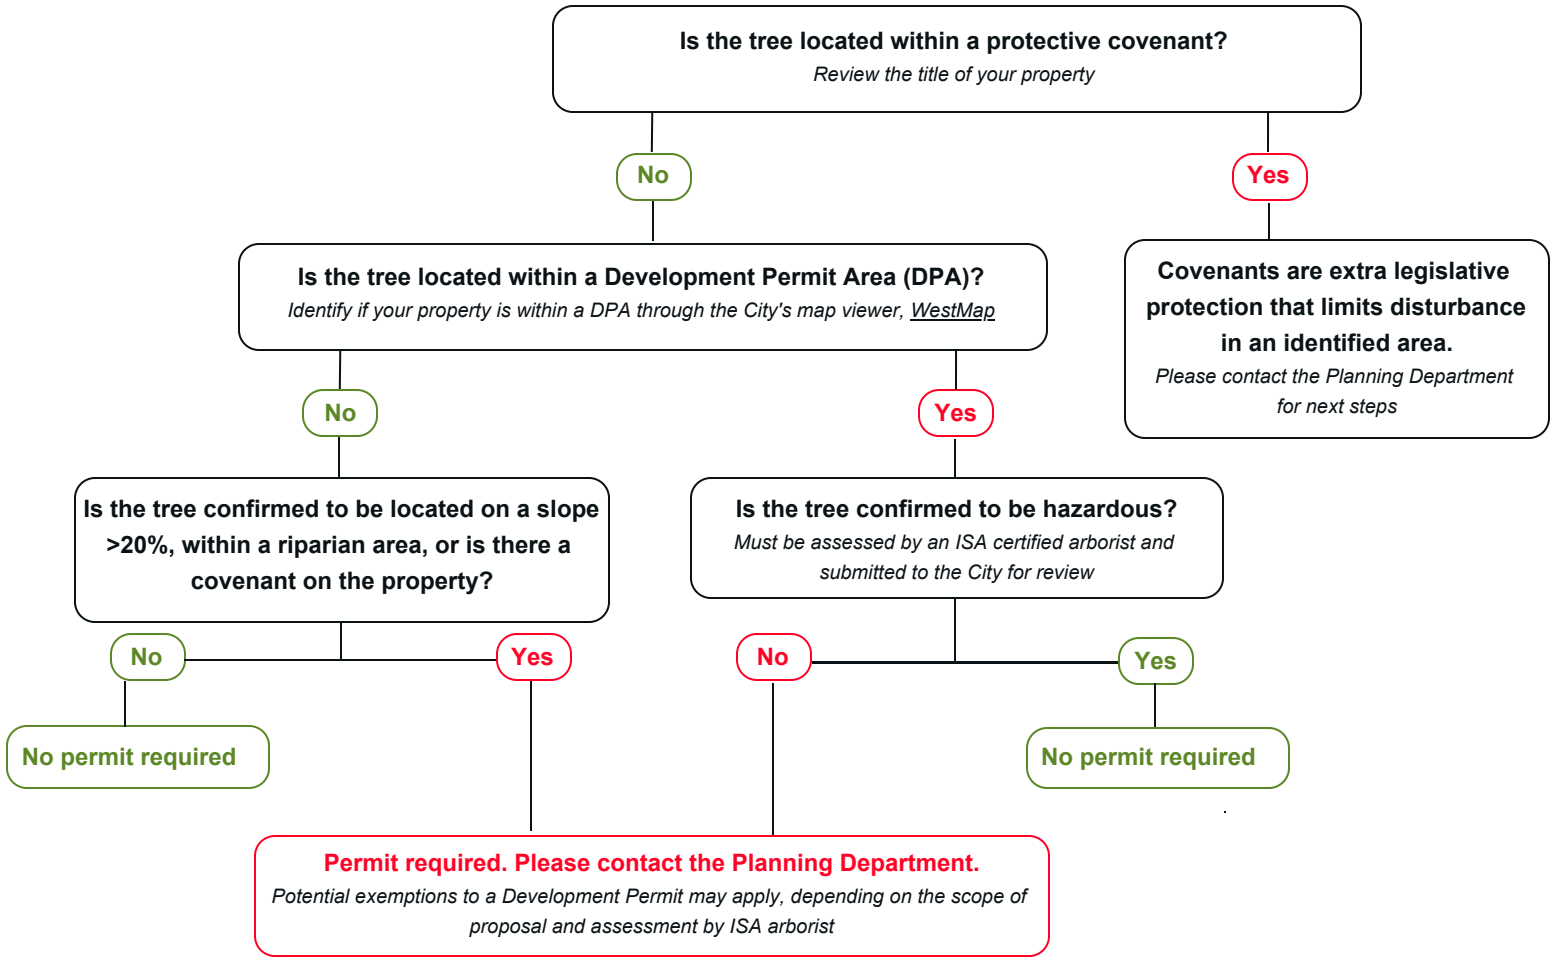 Is the tree located within a protective covenant?
Review the title of your property
No
Yes
Is the tree located within a Development Permit Area (DPA)?
Identify if your property is within a DPA through the City's map viewer, WestMap
Covenants are extra legislative
protection that limits disturbance
in an identified area.
Please contact the Planning Department
for next steps
No
Yes
Is the tree confirmed to be located on a slope
>20%, within a riparian area, or is there a
covenant on the property?
Is the tree confirmed to be hazardous?
Must be assessed by an ISA certified arborist and
submitted to the City for review
No
Yes
No
Yes
No permit required
No permit required
Permit required. Please contact the Planning Department.
Potential exemptions to a Development Permit may apply, depending on the scope of
proposal and assessment by ISA arborist